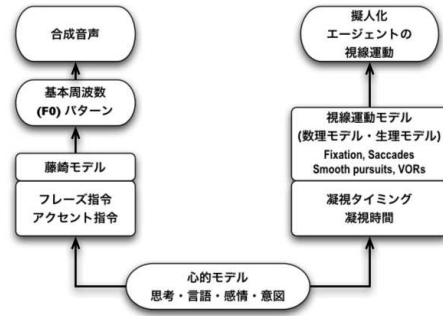 合成音声
基本周波数
(F0) パターン
藤崎モデル
フレーズ指令
アクセント指令
擬人化
エージェントの
視線運動
視線運動モデル
(数理モデル・生理モデル)
Fixation, Saccades
Smooth pursuits, VORs
凝視タイミング
凝視時間
心的モデル
思考・言語・感情・意図